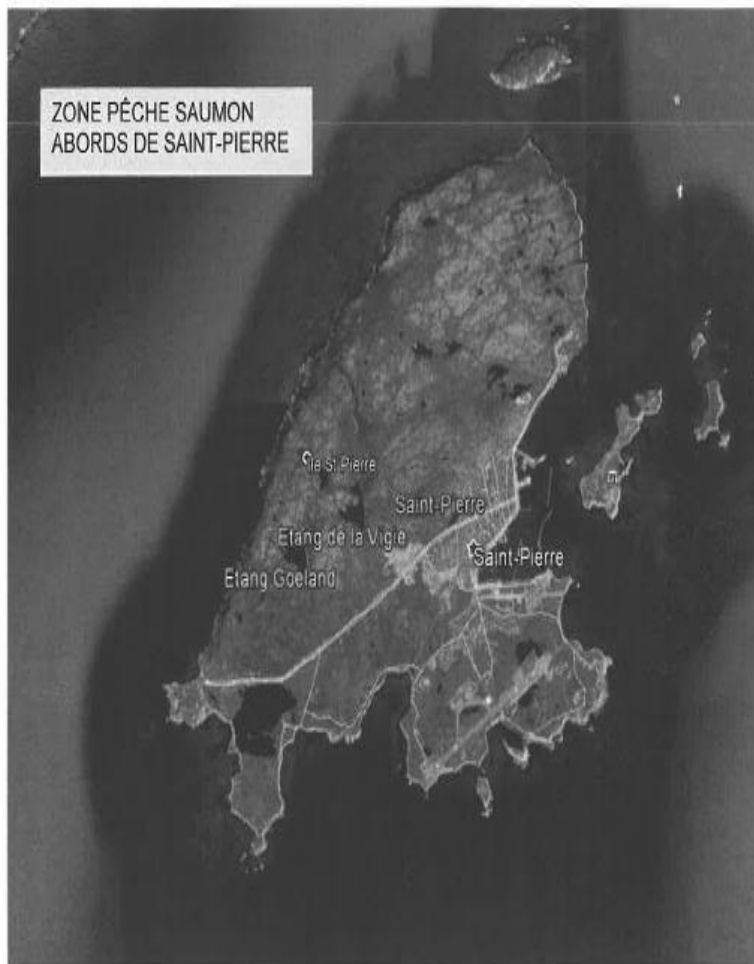 ZONE PÊCHE SAUMON
ABORDS DE SAINT-PIERRE
Ile St Pierre
Saint-Pierre
Etang de la Vigie
Saint-Pierre
Etang Goeland